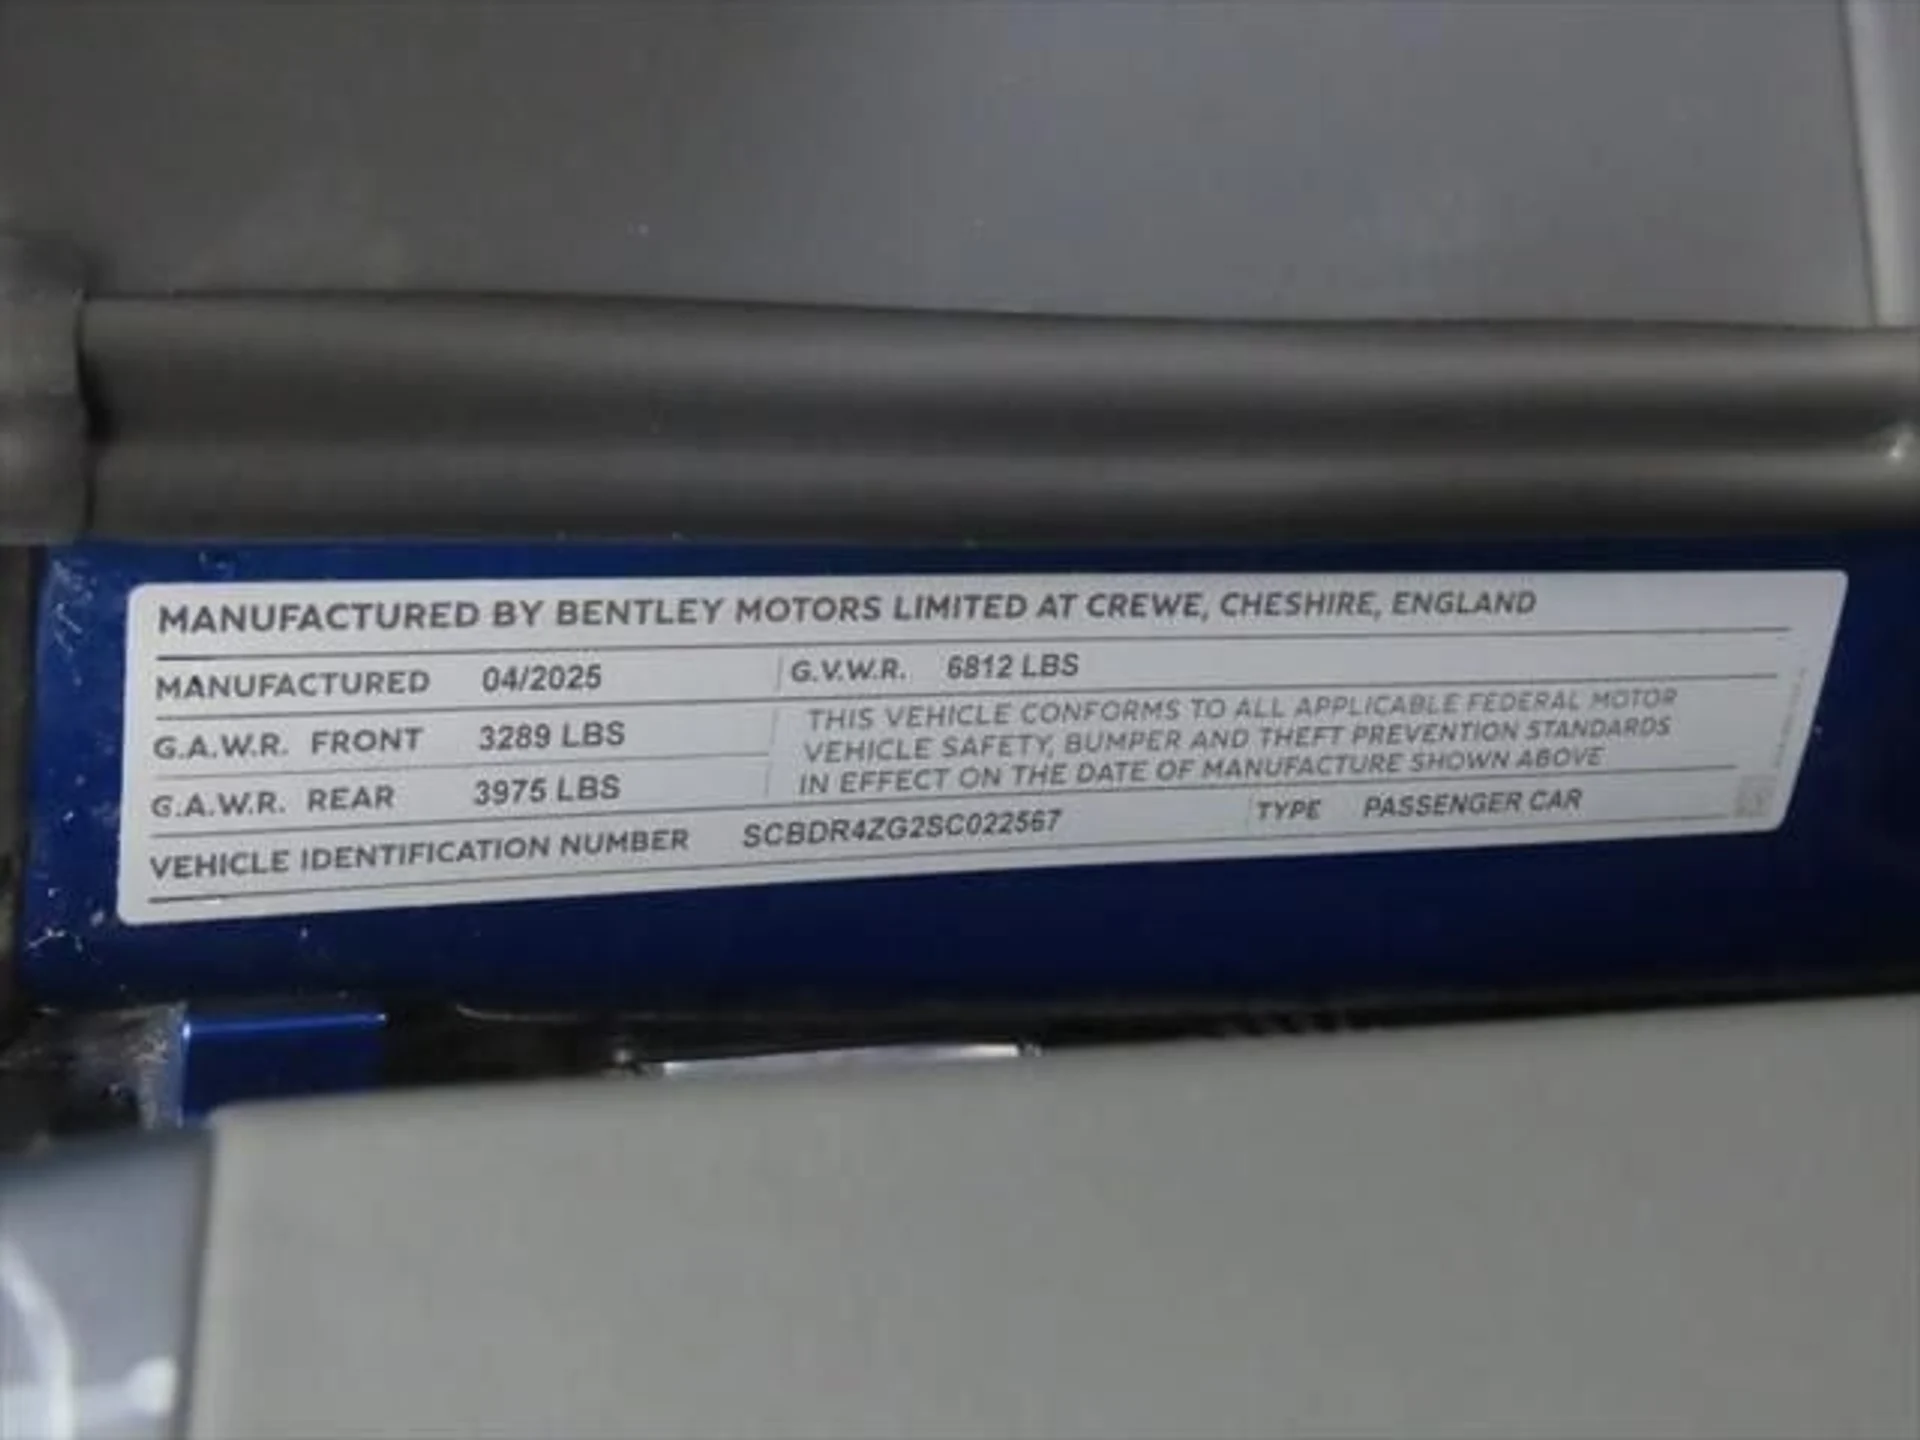 MANUFACTURED BY BENTLEY MOTORS LIMITED AT CREWE, CHESHIRE, ENGLAND
MANUFACTURED 04/2025 G.V.W.R. 6812 LBS
G.A.W.R. FRONT 3289 LBS
G.A.W.R. REAR 3975 LBS
THIS VEHICLE CONFORMS TO ALL APPLICABLE FEDERAL MOTOR
VEHICLE SAFETY, BUMPER AND THEFT PREVENTION STANDARDS
IN EFFECT ON THE DATE OF MANUFACTURE SHOWN ABOVE
VEHICLE IDENTIFICATION NUMBER SCBDR4ZG2SC022567 TYPE PASSENGER CAR